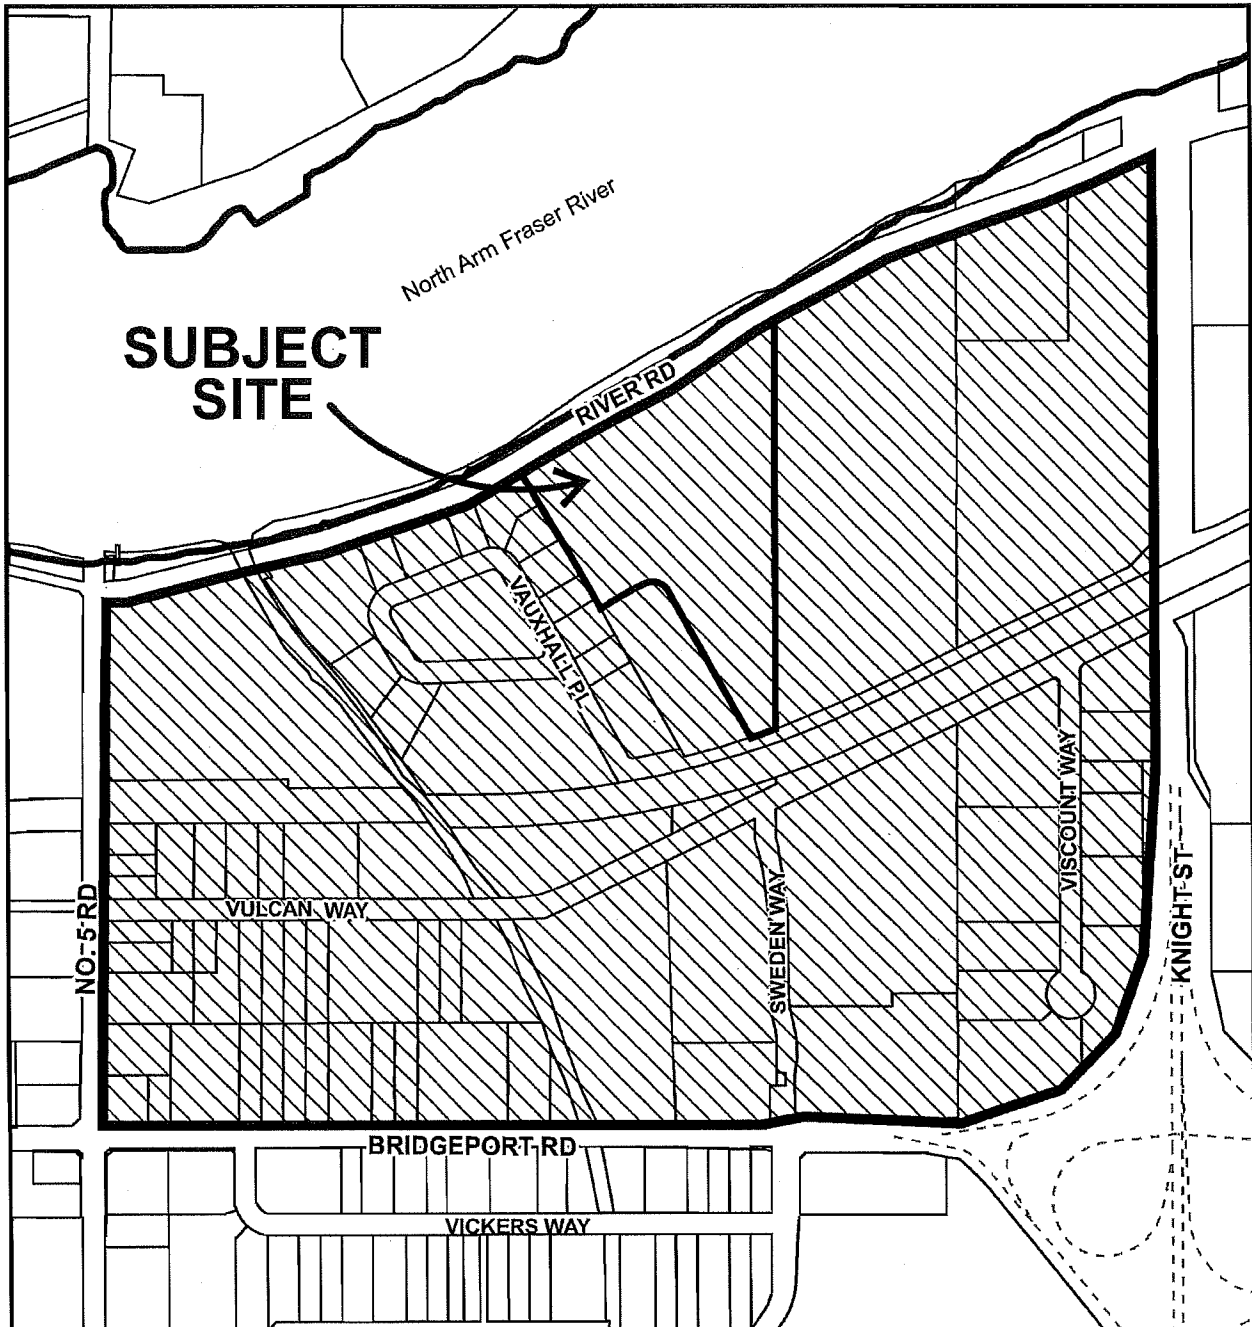 North Arm Fraser River
SUBJECT
SITE
RIVER RD
VAUXHALL PL
VISCOUNT WAY
KNIGHT ST
SWEDEN WAY
NO. 5 RD
VULCAN WAY
BRIDGEPORT RD
VICKERS WAY